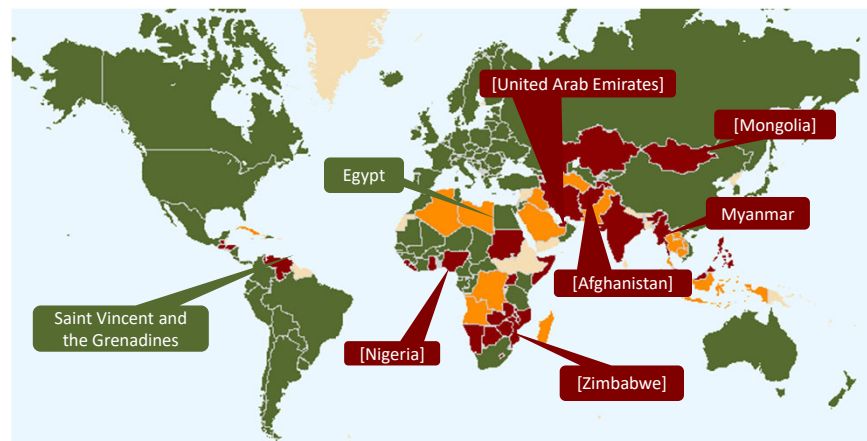 [United Arab Emirates]
[Mongolia]
Egypt
Myanmar
[Afghanistan]
Saint Vincent and
the Grenadines
[Nigeria]
[Zimbabwe]